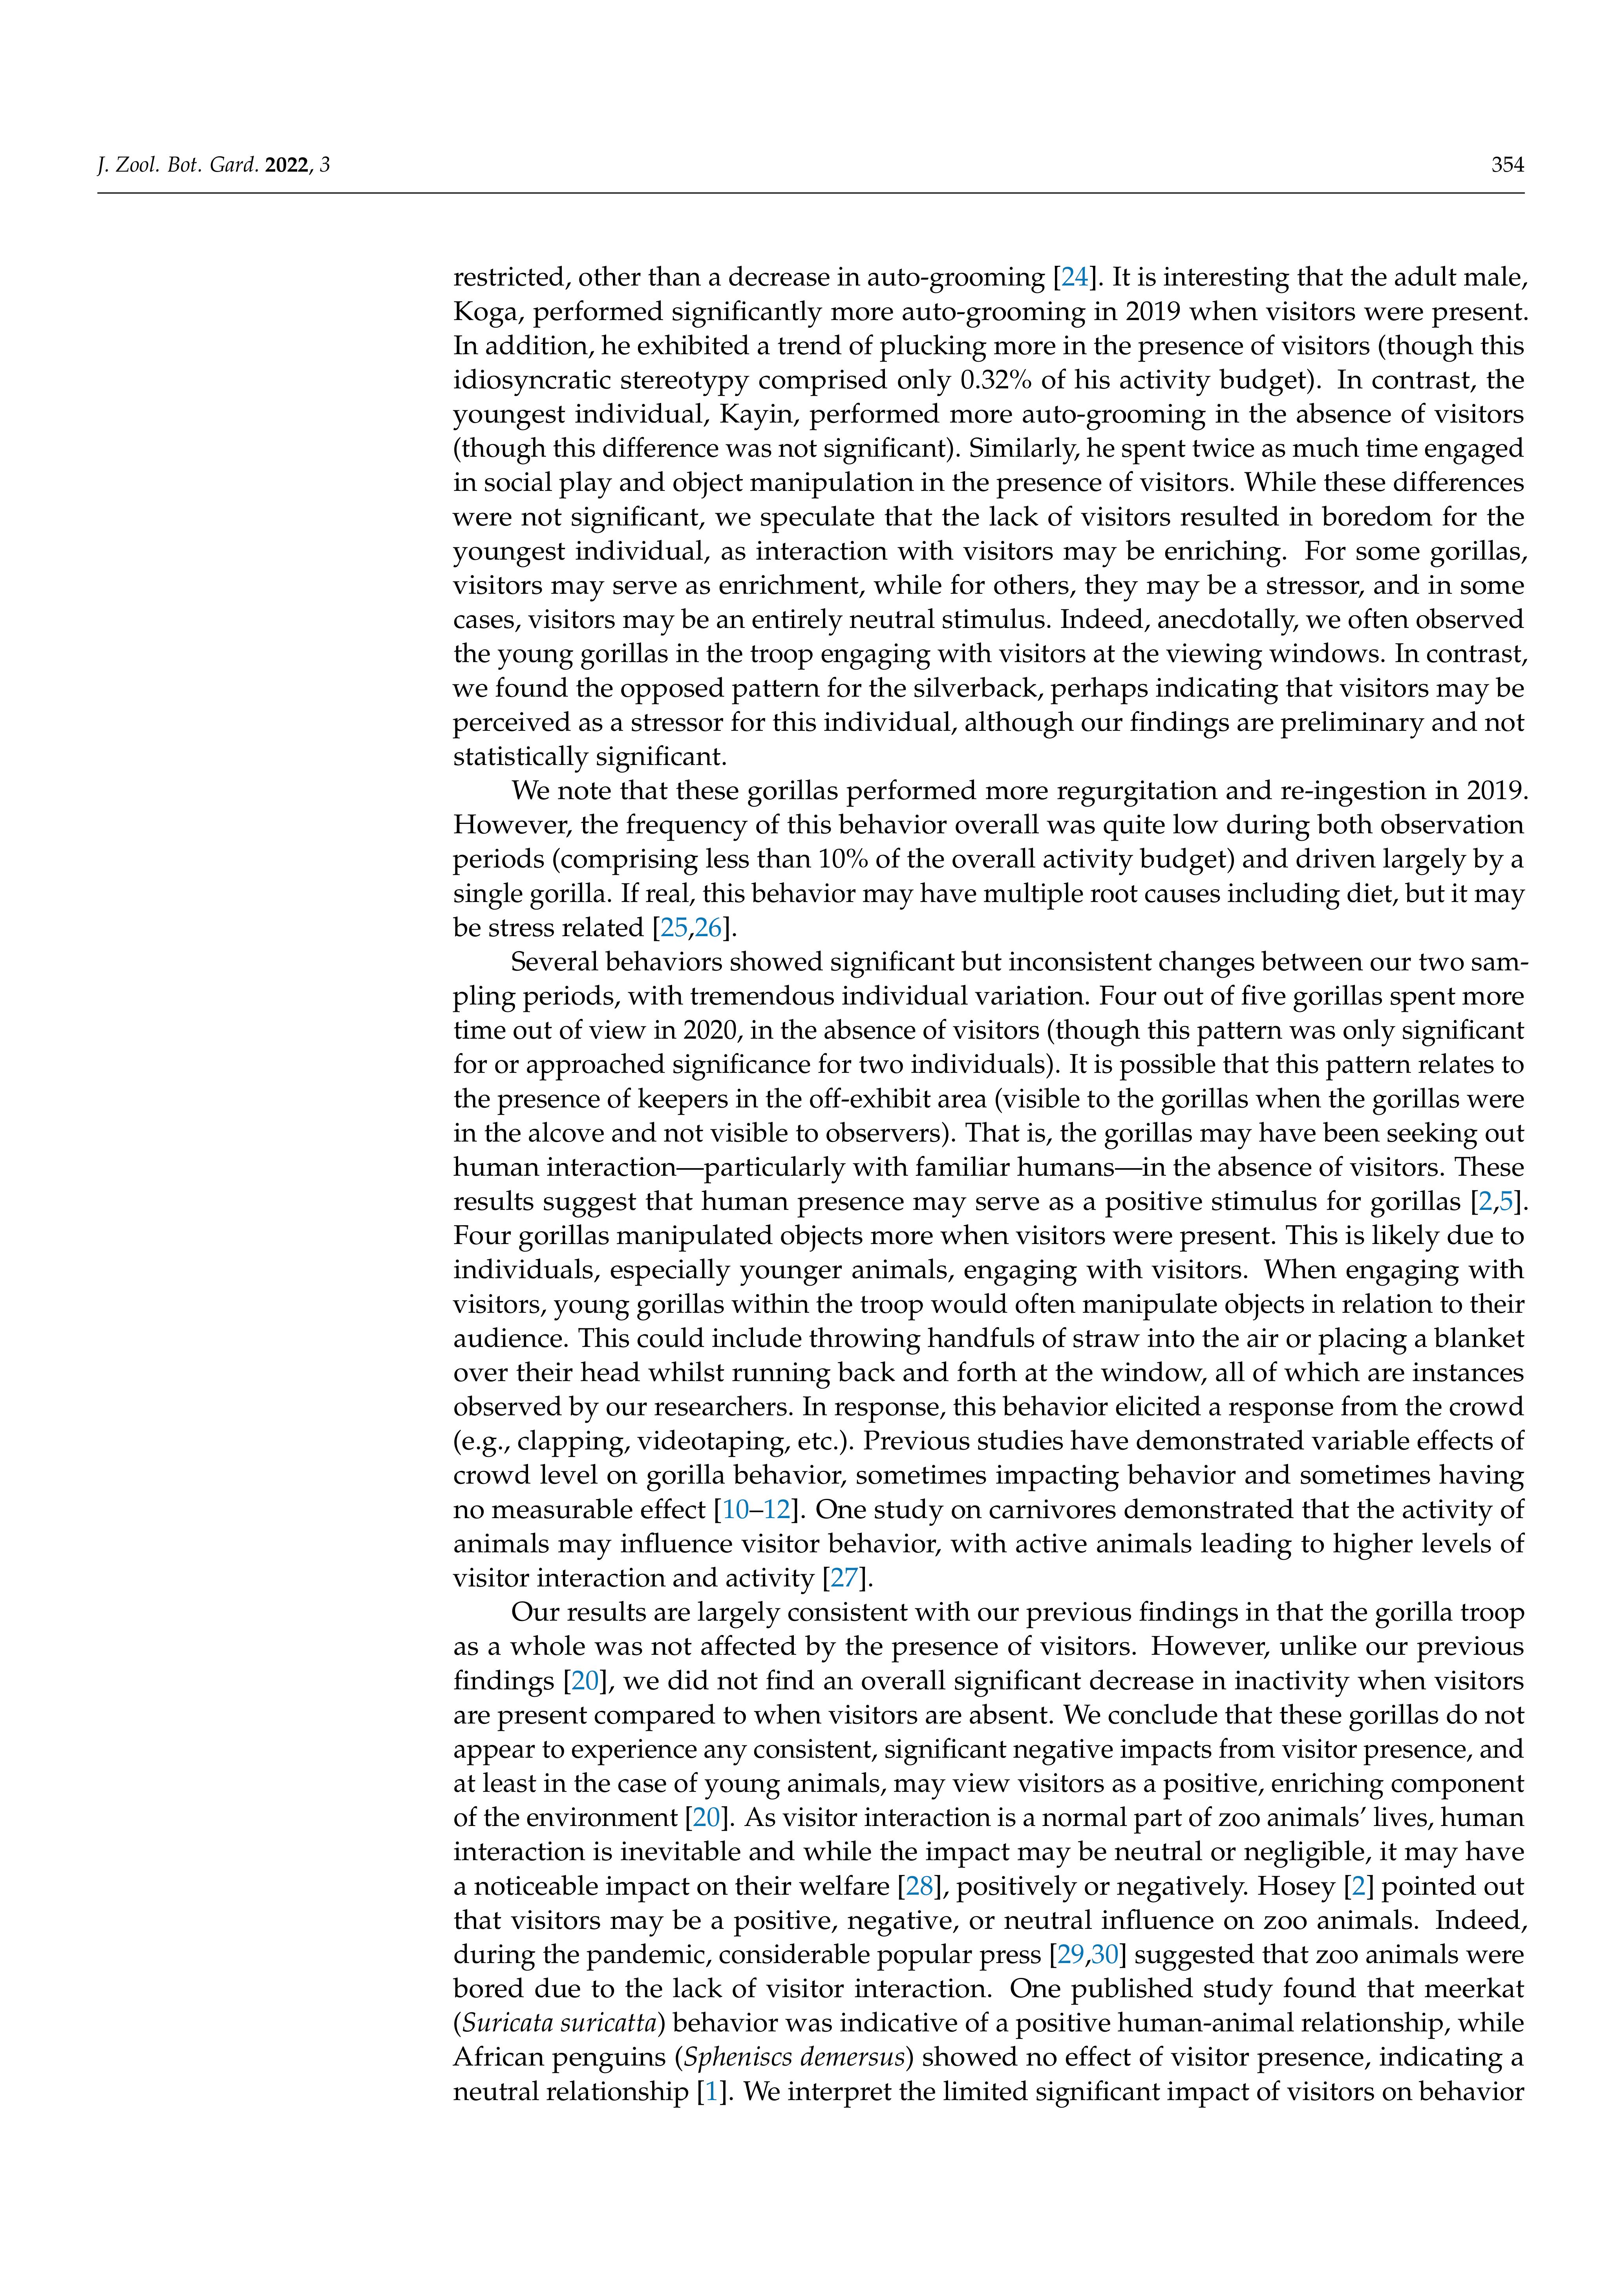 J. Zool. Bot. Gard. 2022, 3
354
restricted, other than a decrease in auto-grooming [24]. It is interesting that the adult male,
Koga, performed significantly more auto-grooming in 2019 when visitors were present.
In addition, he exhibited a trend of plucking more in the presence of visitors (though this
idiosyncratic stereotypy comprised only 0.32% of his activity budget). In contrast, the
youngest individual, Kayin, performed more auto-grooming in the absence of visitors
(though this difference was not significant). Similarly, he spent twice as much time engaged
in social play and object manipulation in the presence of visitors. While these differences
were not significant, we speculate that the lack of visitors resulted in boredom for the
youngest individual, as interaction with visitors may be enriching. For some gorillas,
visitors may serve as enrichment, while for others, they may be a stressor, and in some
cases, visitors may be an entirely neutral stimulus. Indeed, anecdotally, we often observed
the young gorillas in the troop engaging with visitors at the viewing windows. In contrast,
we found the opposed pattern for the silverback, perhaps indicating that visitors may be
perceived as a stressor for this individual, although our findings are preliminary and not
statistically significant.
We note that these gorillas performed more regurgitation and re-ingestion in 2019.
However, the frequency of this behavior overall was quite low during both observation
periods (comprising less than 10% of the overall activity budget) and driven largely by a
single gorilla. If real, this behavior may have multiple root causes including diet, but it may
be stress related [25,26].
Several behaviors showed significant but inconsistent changes between our two sam-
pling periods, with tremendous individual variation. Four out of five gorillas spent more
time out of view in 2020, in the absence of visitors (though this pattern was only significant
for or approached significance for two individuals). It is possible that this pattern relates to
the presence of keepers in the off-exhibit area (visible to the gorillas when the gorillas were
in the alcove and not visible to observers). That is, the gorillas may have been seeking out
human interaction—particularly with familiar humans—in the absence of visitors. These
results suggest that human presence may serve as a positive stimulus for gorillas [2,5].
Four gorillas manipulated objects more when visitors were present. This is likely due to
individuals, especially younger animals, engaging with visitors. When engaging with
visitors, young gorillas within the troop would often manipulate objects in relation to their
audience. This could include throwing handfuls of straw into the air or placing a blanket
over their head whilst running back and forth at the window, all of which are instances
observed by our researchers. In response, this behavior elicited a response from the crowd
(e.g., clapping, videotaping, etc.). Previous studies have demonstrated variable effects of
crowd level on gorilla behavior, sometimes impacting behavior and sometimes having
no measurable effect [10–12]. One study on carnivores demonstrated that the activity of
animals may influence visitor behavior, with active animals leading to higher levels of
visitor interaction and activity [27].
Our results are largely consistent with our previous findings in that the gorilla troop
as a whole was not affected by the presence of visitors. However, unlike our previous
findings [20], we did not find an overall significant decrease in inactivity when visitors
are present compared to when visitors are absent. We conclude that these gorillas do not
appear to experience any consistent, significant negative impacts from visitor presence, and
at least in the case of young animals, may view visitors as a positive, enriching component
of the environment [20]. As visitor interaction is a normal part of zoo animals’ lives, human
interaction is inevitable and while the impact may be neutral or negligible, it may have
a noticeable impact on their welfare [28], positively or negatively. Hosey [2] pointed out
that visitors may be a positive, negative, or neutral influence on zoo animals. Indeed,
during the pandemic, considerable popular press [29,30] suggested that zoo animals were
bored due to the lack of visitor interaction. One published study found that meerkat
(Suricata suricatta) behavior was indicative of a positive human-animal relationship, while
African penguins (Spheniscs demersus) showed no effect of visitor presence, indicating a
neutral relationship [1]. We interpret the limited significant impact of visitors on behavior